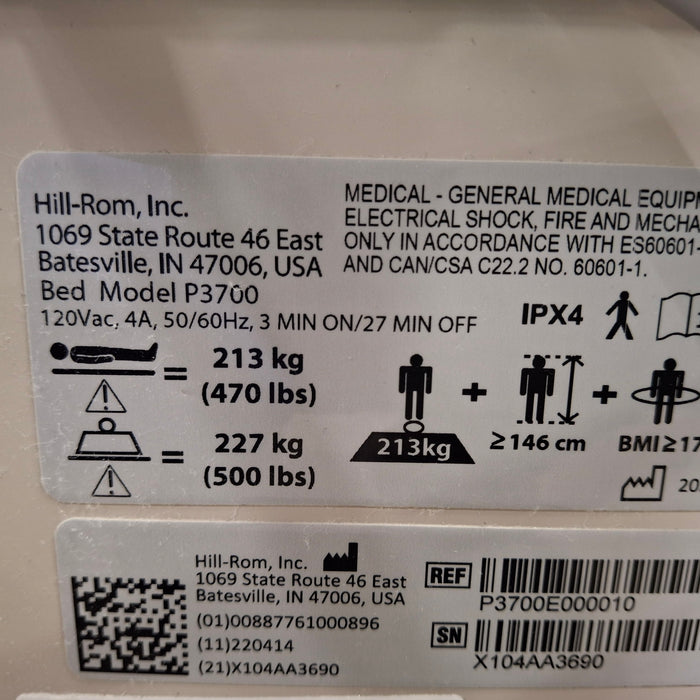 Hill-Rom, Inc.
1069 State Route 46 East
Batesville, IN 47006, USA
Bed Model P3700
120Vac, 4A, 50/60Hz, 3 MIN ON/27 MIN OFF
MEDICAL - GENERAL MEDICAL
ELECTRICAL SHOCK, FIRE AND
ONLY IN ACCORDANCE WITH ES60601-
AND CAN/CSA C22.2 NO. 60601-1.
IPX4
= 213 kg
(470 lbs)
= 227 kg
(500 lbs)
213kg
+
≥146 cm
+
BMI≥17
20
Hill-Rom, Inc.
1069 State Route 46 East
Batesville, IN 47006, USA
(01)00887761000896
(11)220414
(21)X104AA3690
REF
P3700E000010
SN
X104AA3690